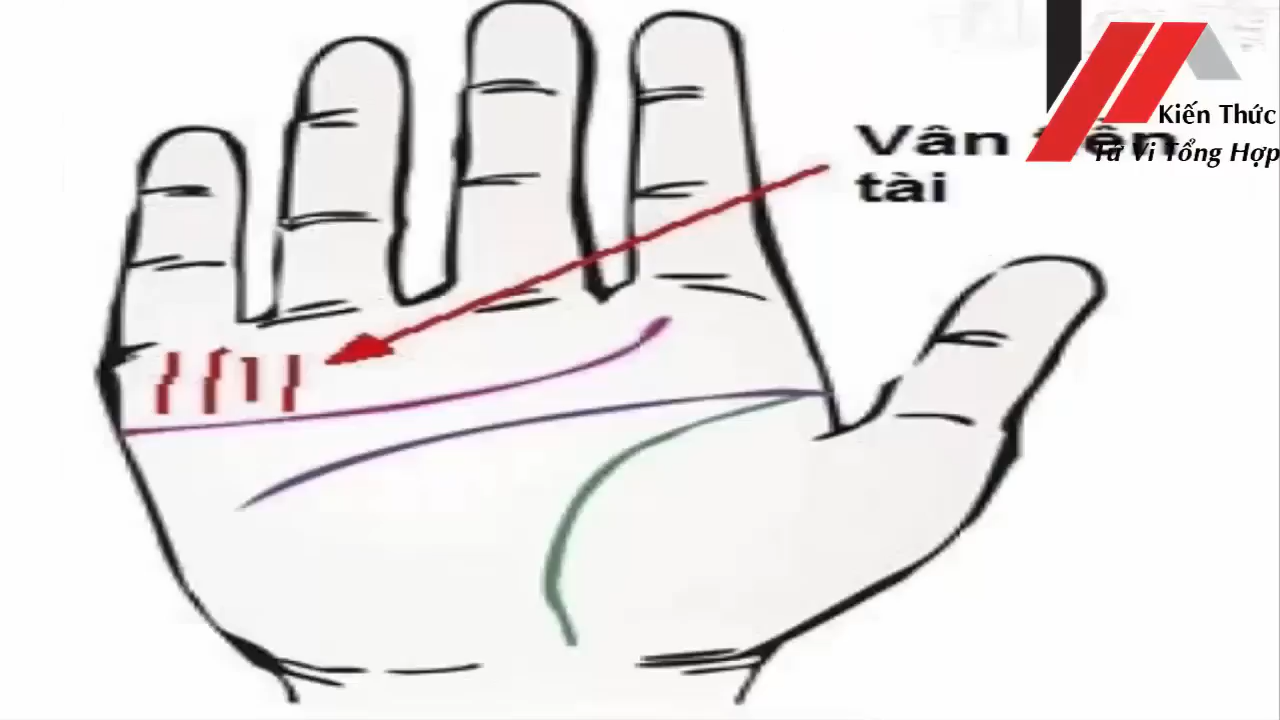 Vân
tài
Kiến Thức
Tử Vi Tổng Hợp